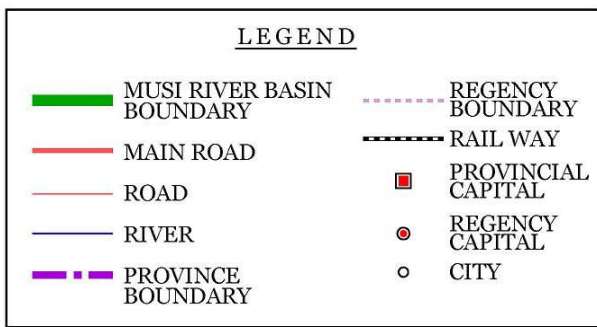 LEGEND
MUSI RIVER BASIN
BOUNDARY
MAIN ROAD
ROAD
RIVER
PROVINCE
BOUNDARY
REGENCY
BOUNDARY
RAIL WAY
PROVINCIAL
CAPITAL
REGENCY
CAPITAL
CITY